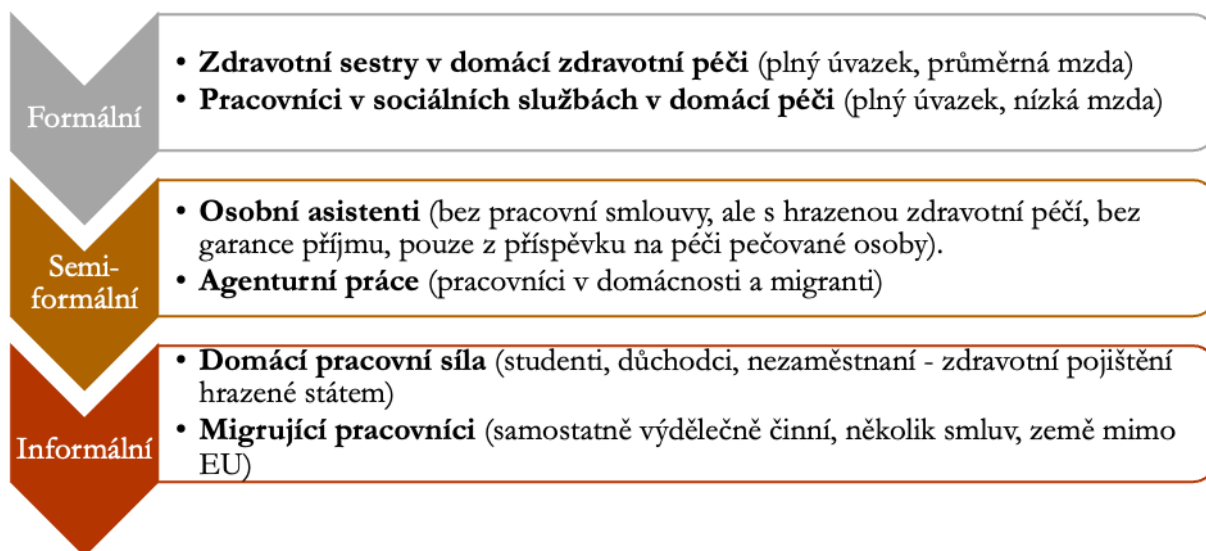 Formální
• Zdravotní sestry v domácí zdravotní péči (plný úvazek, průměrná mzda)
• Pracovníci v sociálních službách v domácí péči (plný úvazek, nízká mzda)
Semi-
formální
• Osobní asistenti (bez pracovní smlouvy, ale s hrazenou zdravotní péčí, bez
garance příjmu, pouze z příspěvku na péči pečované osoby).
• Agenturní práce (pracovníci v domácnosti a migranti)
Informální
• Domácí pracovní síla (studenti, důchodci, nezaměstnaní - zdravotní pojištění
hrazené státem)
• Migrující pracovníci (samostatně výdělečně činní, několik smluv, země mimo
EU)